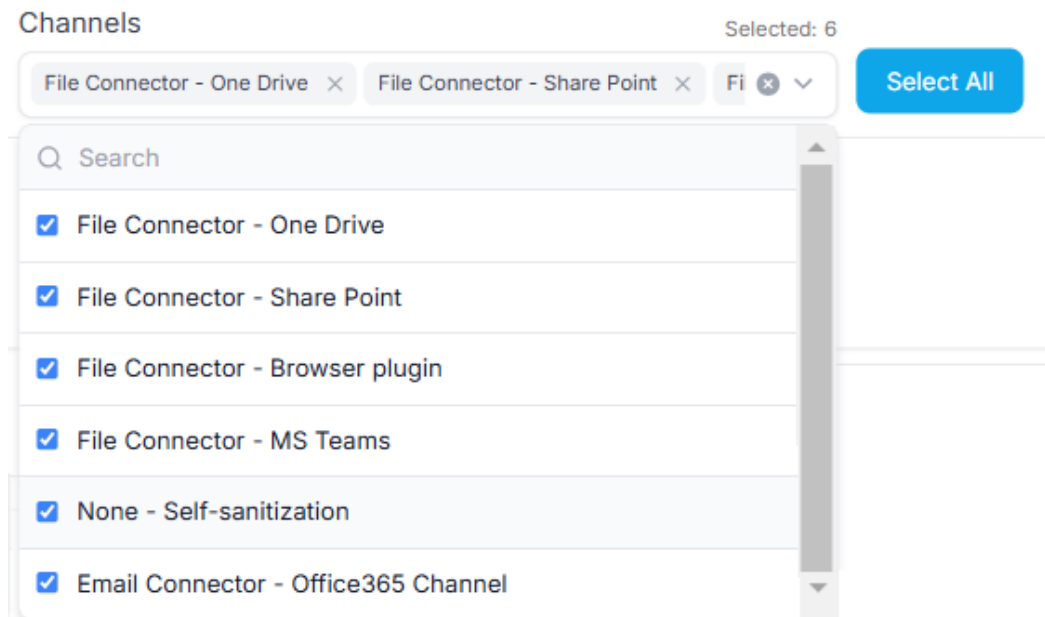 Channels
Selected: 6
File Connector - One Drive
File Connector - Share Point
Fi
Select All
Search
File Connector - One Drive
File Connector - Share Point
File Connector - Browser plugin
File Connector - MS Teams
None - Self-sanitization
Email Connector - Office365 Channel